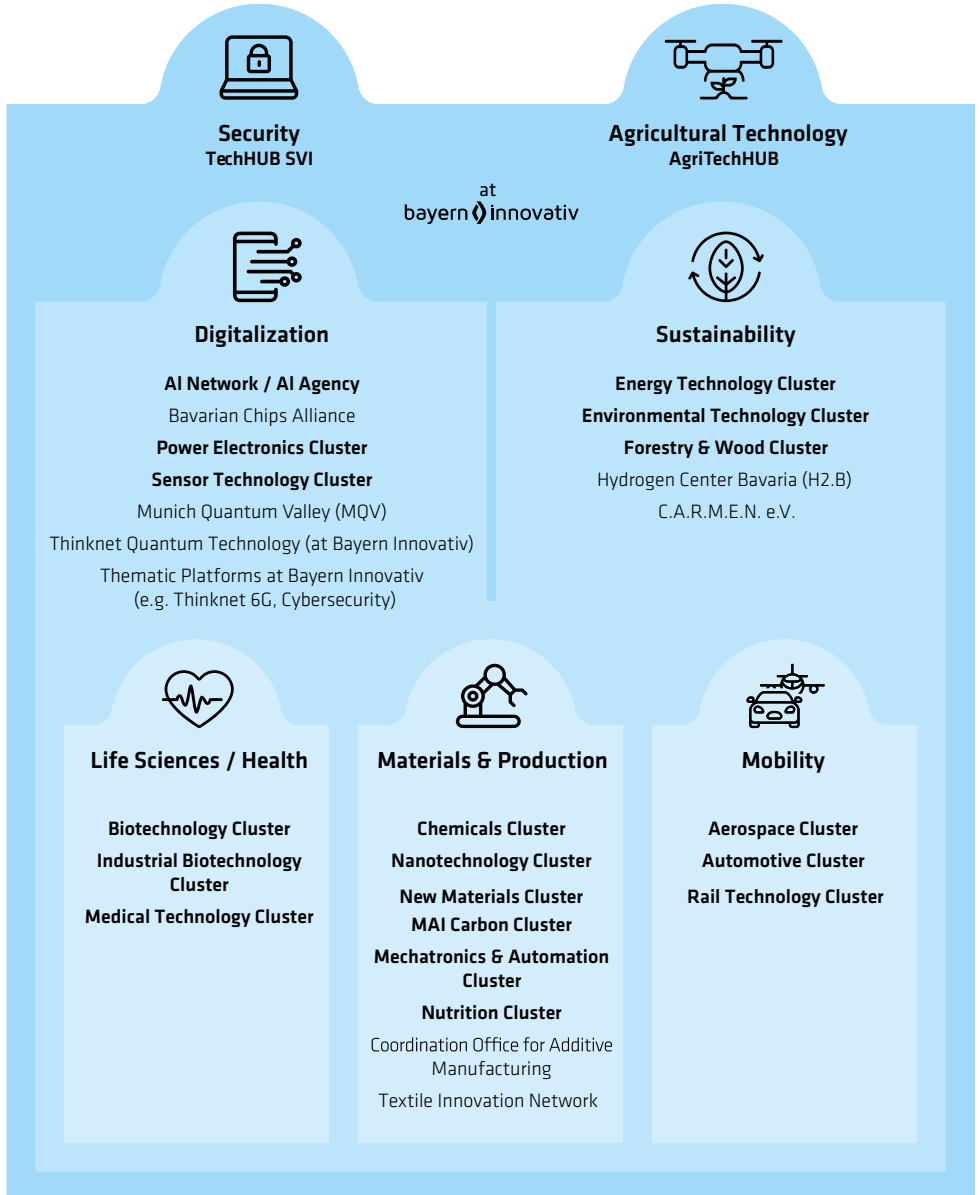 Security
TechHUB SVI
Agricultural Technology
AgriTechHUB
at
bayern innovativ
Digitalization
AI Network / AI Agency
Bavarian Chips Alliance
Power Electronics Cluster
Sensor Technology Cluster
Munich Quantum Valley (MQV)
Thinknet Quantum Technology (at Bayern Innovativ)
Thematic Platforms at Bayern Innovativ
(e.g. Thinknet 6G, Cybersecurity)
Sustainability
Energy Technology Cluster
Environmental Technology Cluster
Forestry & Wood Cluster
Hydrogen Center Bavaria (H2.B)
C.A.R.M.E.N. e.V.
Life Sciences / Health
Biotechnology Cluster
Industrial Biotechnology
Cluster
Medical Technology Cluster
Materials & Production
Chemicals Cluster
Nanotechnology Cluster
New Materials Cluster
MAI Carbon Cluster
Mechatronics & Automation
Cluster
Nutrition Cluster
Coordination Office for Additive
Manufacturing
Textile Innovation Network
Mobility
Aerospace Cluster
Automotive Cluster
Rail Technology Cluster